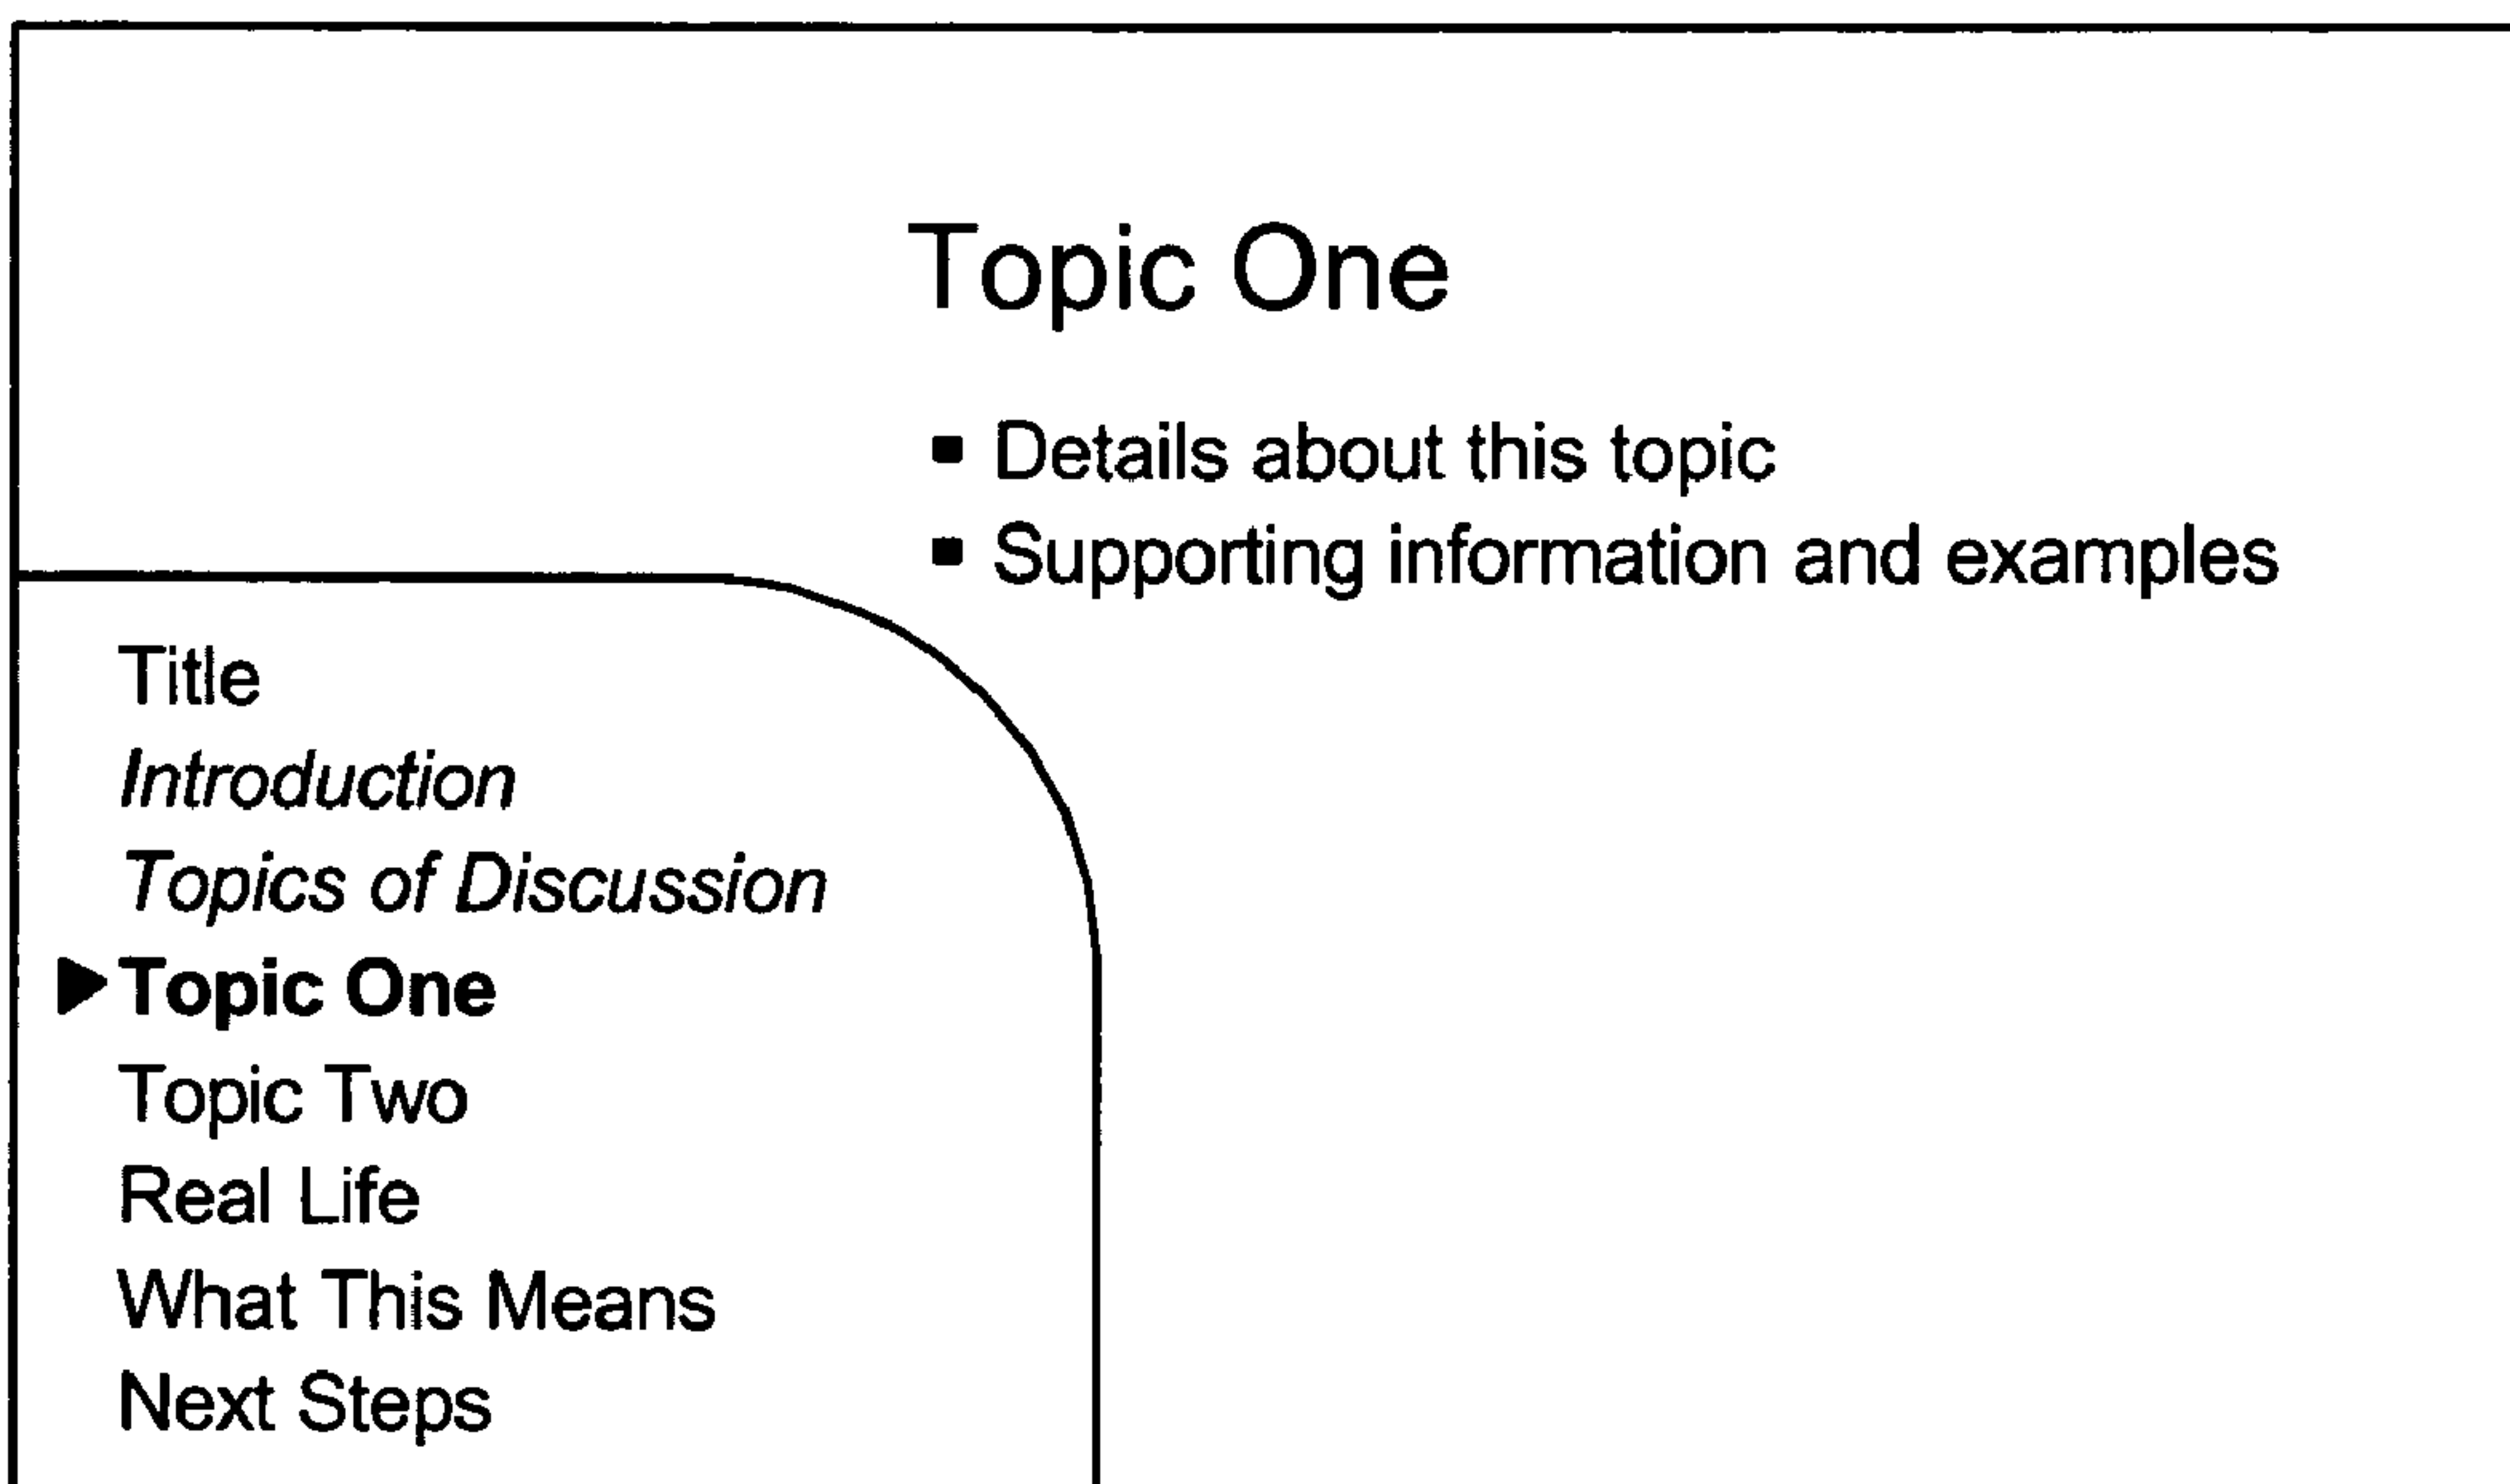 Topic One
▪ Details about this topic
▪ Supporting information and examples
Title
Introduction
Topics of Discussion
▶Topic One
Topic Two
Real Life
What This Means
Next Steps